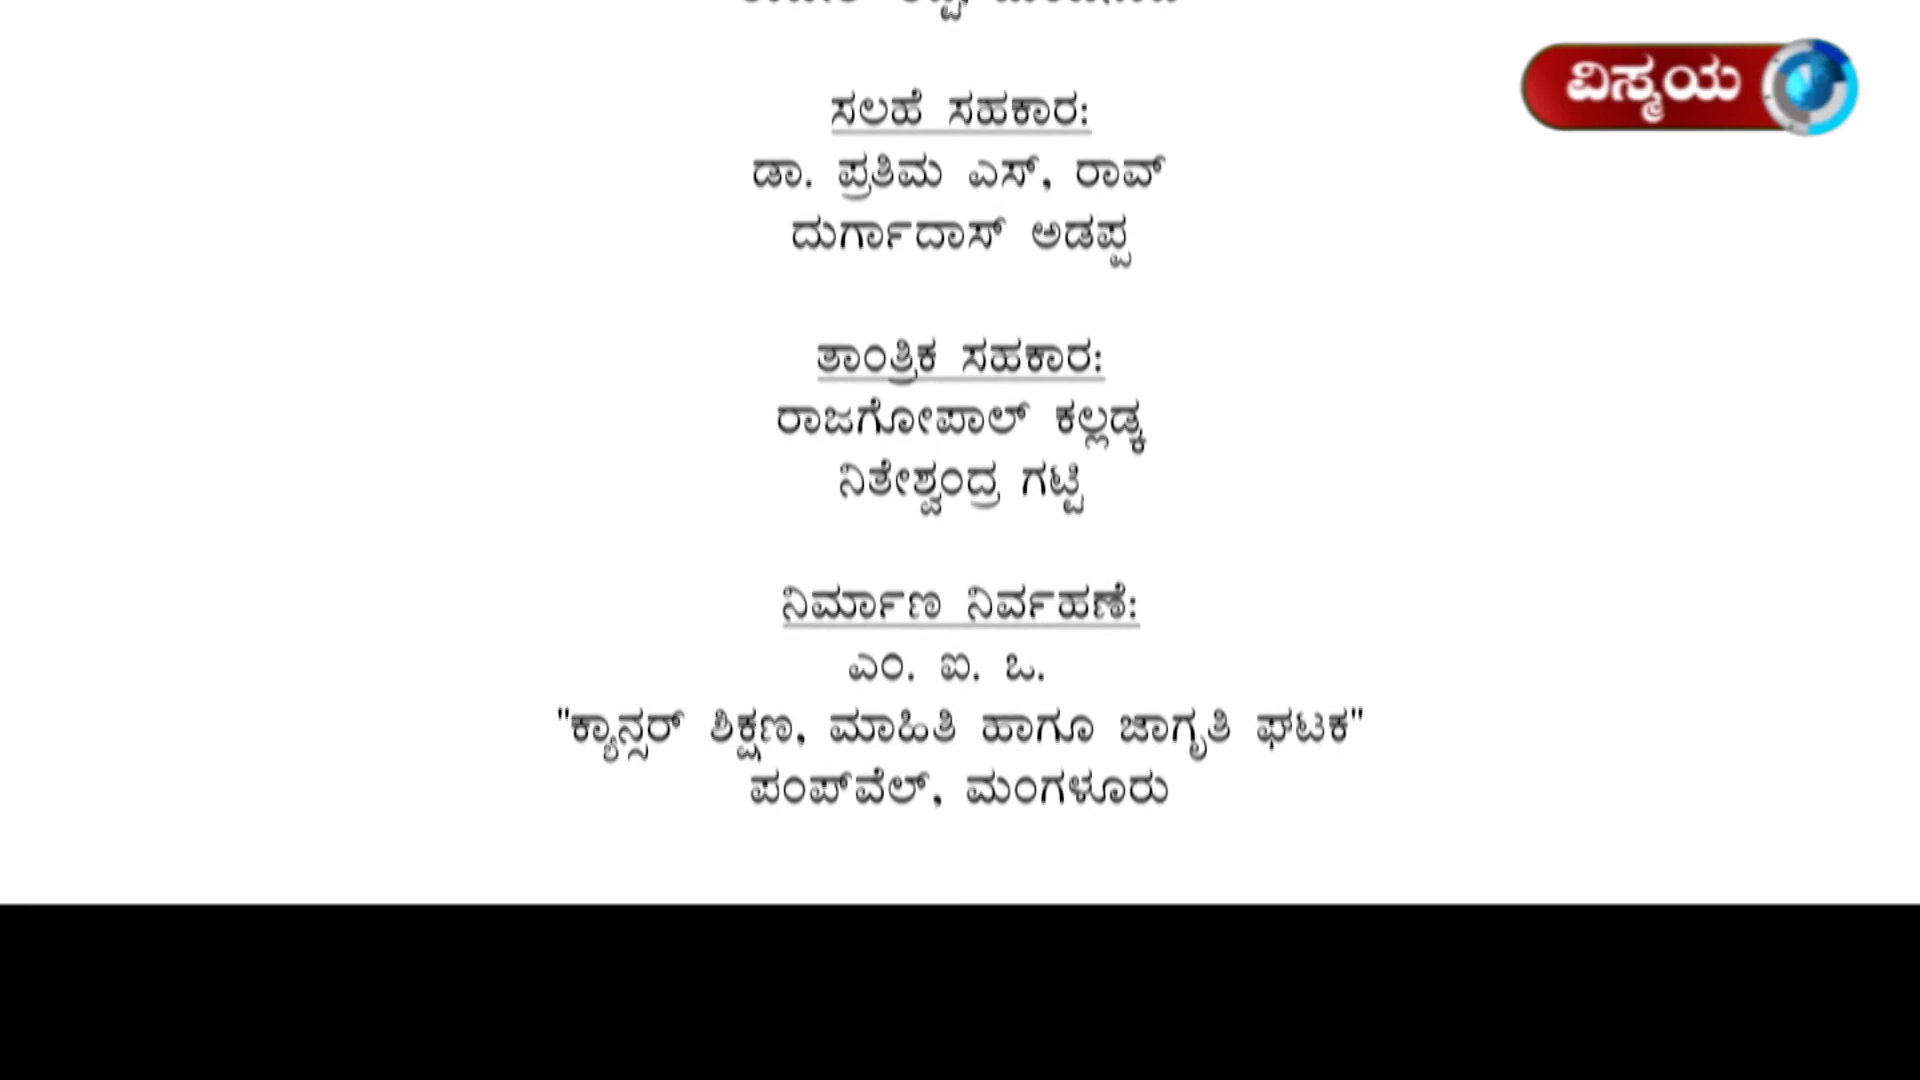 ವಿಸ್ಮಯ
ಸಲಹೆ ಸಹಕಾರ:
ಡಾ. ಪ್ರತಿಮ ಎಸ್, ರಾವ್
ದುರ್ಗಾದಾಸ್ ಅಡಪ್ಪ
ತಾಂತ್ರಿಕ ಸಹಕಾರ:
ರಾಜಗೋಪಾಲ್ ಕಲ್ಲಡ್ಕ
ನಿತೇಶ್ಚಂದ್ರ ಗಟ್ಟಿ
ನಿರ್ಮಾಣ ನಿರ್ವಹಣೆ:
ಎಂ. ಐ. ಓ.
"ಕ್ಯಾನ್ಸರ್ ಶಿಕ್ಷಣ, ಮಾಹಿತಿ ಹಾಗೂ ಜಾಗೃತಿ ಘಟಕ"
ಪಂಪ್‌ವೆಲ್, ಮಂಗಳೂರು